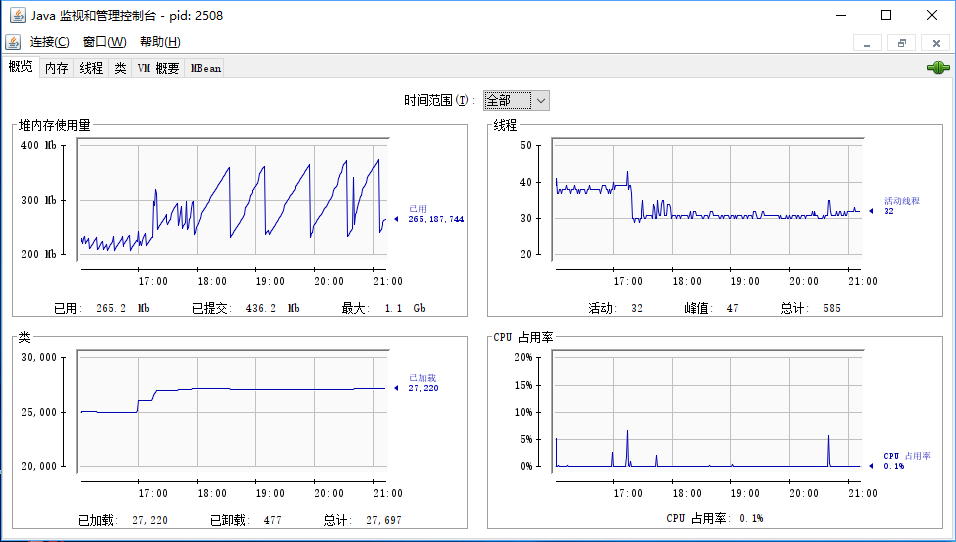 Java 监视和管理控制台 - pid: 2508
连接(C) 窗口(W) 帮助(H)
概览 内存 线程 类 VM 概要 MBean
时间范围(T): 全部
堆内存使用量
400 Mb
300 Mb
200 Mb
17:00 18:00 19:00 20:00 21:00
已用
265,187,744
已用: 265.2 Mb 已提交: 436.2 Mb 最大: 1.1 Gb
线程
50
40
30
20
17:00 18:00 19:00 20:00 21:00
活动线程
32
活动: 32 峰值: 47 总计: 585
类
30,000
25,000
20,000
17:00 18:00 19:00 20:00 21:00
已加载
27,220
已加载: 27,220 已卸载: 477 总计: 27,697
CPU 占用率
20%
15%
10%
5%
0%
17:00 18:00 19:00 20:00 21:00
CPU 占用率
0.1%
CPU 占用率: 0.1%